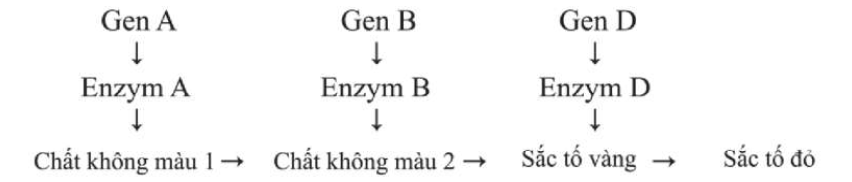 Gen A Gen B Gen D
↓ ↓ ↓
Enzym A Enzym B Enzym D
↓ ↓ ↓
Chất không màu 1 → Chất không màu 2 → Sắc tố vàng → Sắc tố đỏ